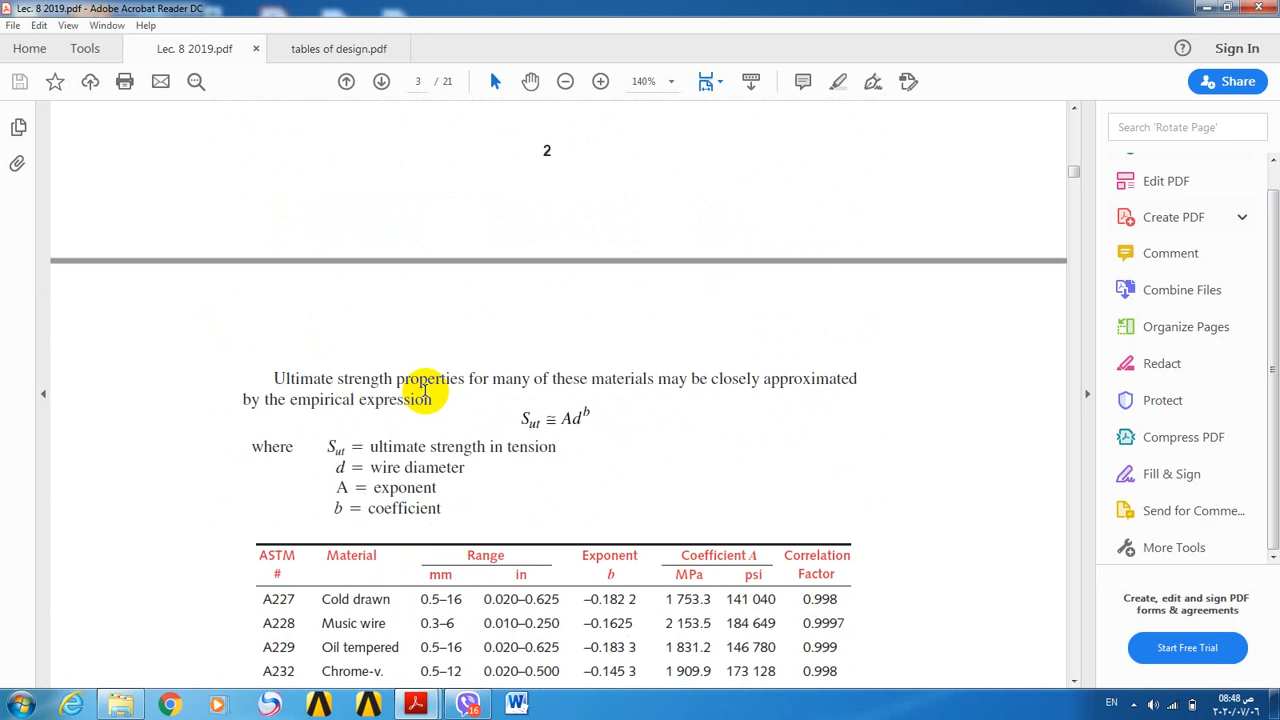 Lec. 8 2019.pdf - Adobe Acrobat Reader DC
File Edit View Window Help
Home Tools Lec. 8 2019.pdf × tables of design.pdf Sign In
3 / 21 140% Share
Search 'Rotate Page'
Edit PDF
Create PDF
Comment
Combine Files
Organize Pages
Redact
Protect
Compress PDF
Fill & Sign
Send for Comme...
More Tools
Create, edit and sign PDF
forms & agreements
Start Free Trial
2
Ultimate strength properties for many of these materials may be closely approximated
by the empirical expression
S_ut ≅ Ad^b
where S_ut = ultimate strength in tension
d = wire diameter
A = exponent
b = coefficient
ASTM Material Range Exponent Coefficient A Correlation
# mm in b MPa psi Factor
A227 Cold drawn 0.5–16 0.020–0.625 –0.182 2 1 753.3 141 040 0.998
A228 Music wire 0.3–6 0.010–0.250 –0.1625 2 153.5 184 649 0.9997
A229 Oil tempered 0.5–16 0.020–0.625 –0.183 3 1 831.2 146 780 0.999
A232 Chrome-v. 0.5–12 0.020–0.500 –0.145 3 1 909.9 173 128 0.998
16
EN
08:48 ص
٢٠٢٠/٠٧/٠٦